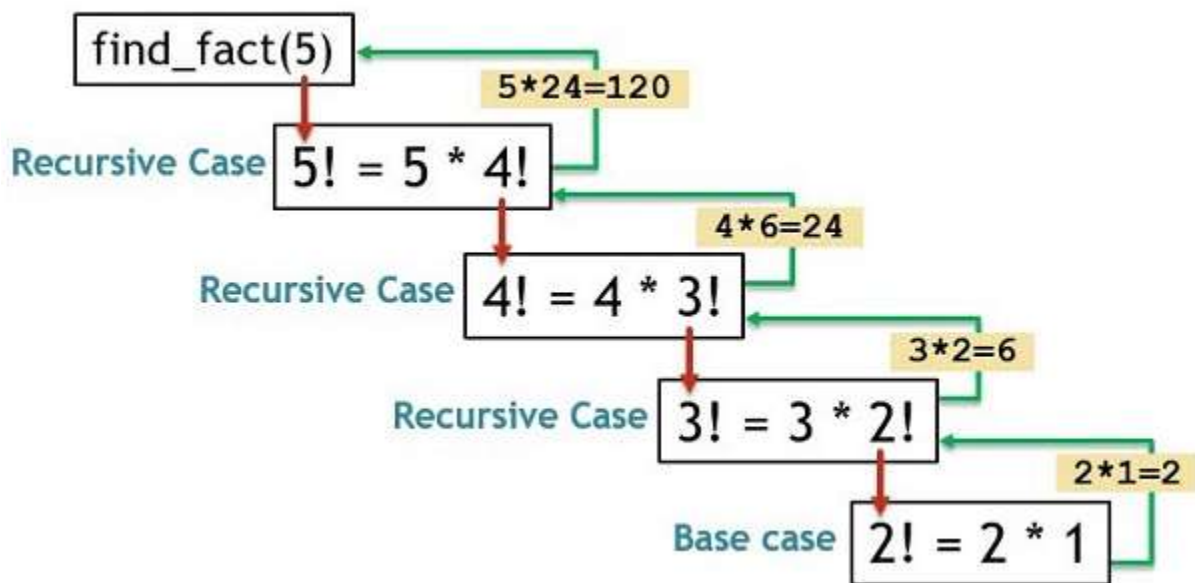 find_fact(5)
5*24=120
Recursive Case
5! = 5 * 4!
4*6=24
Recursive Case
4! = 4 * 3!
3*2=6
Recursive Case
3! = 3 * 2!
2*1=2
Base case
2! = 2 * 1